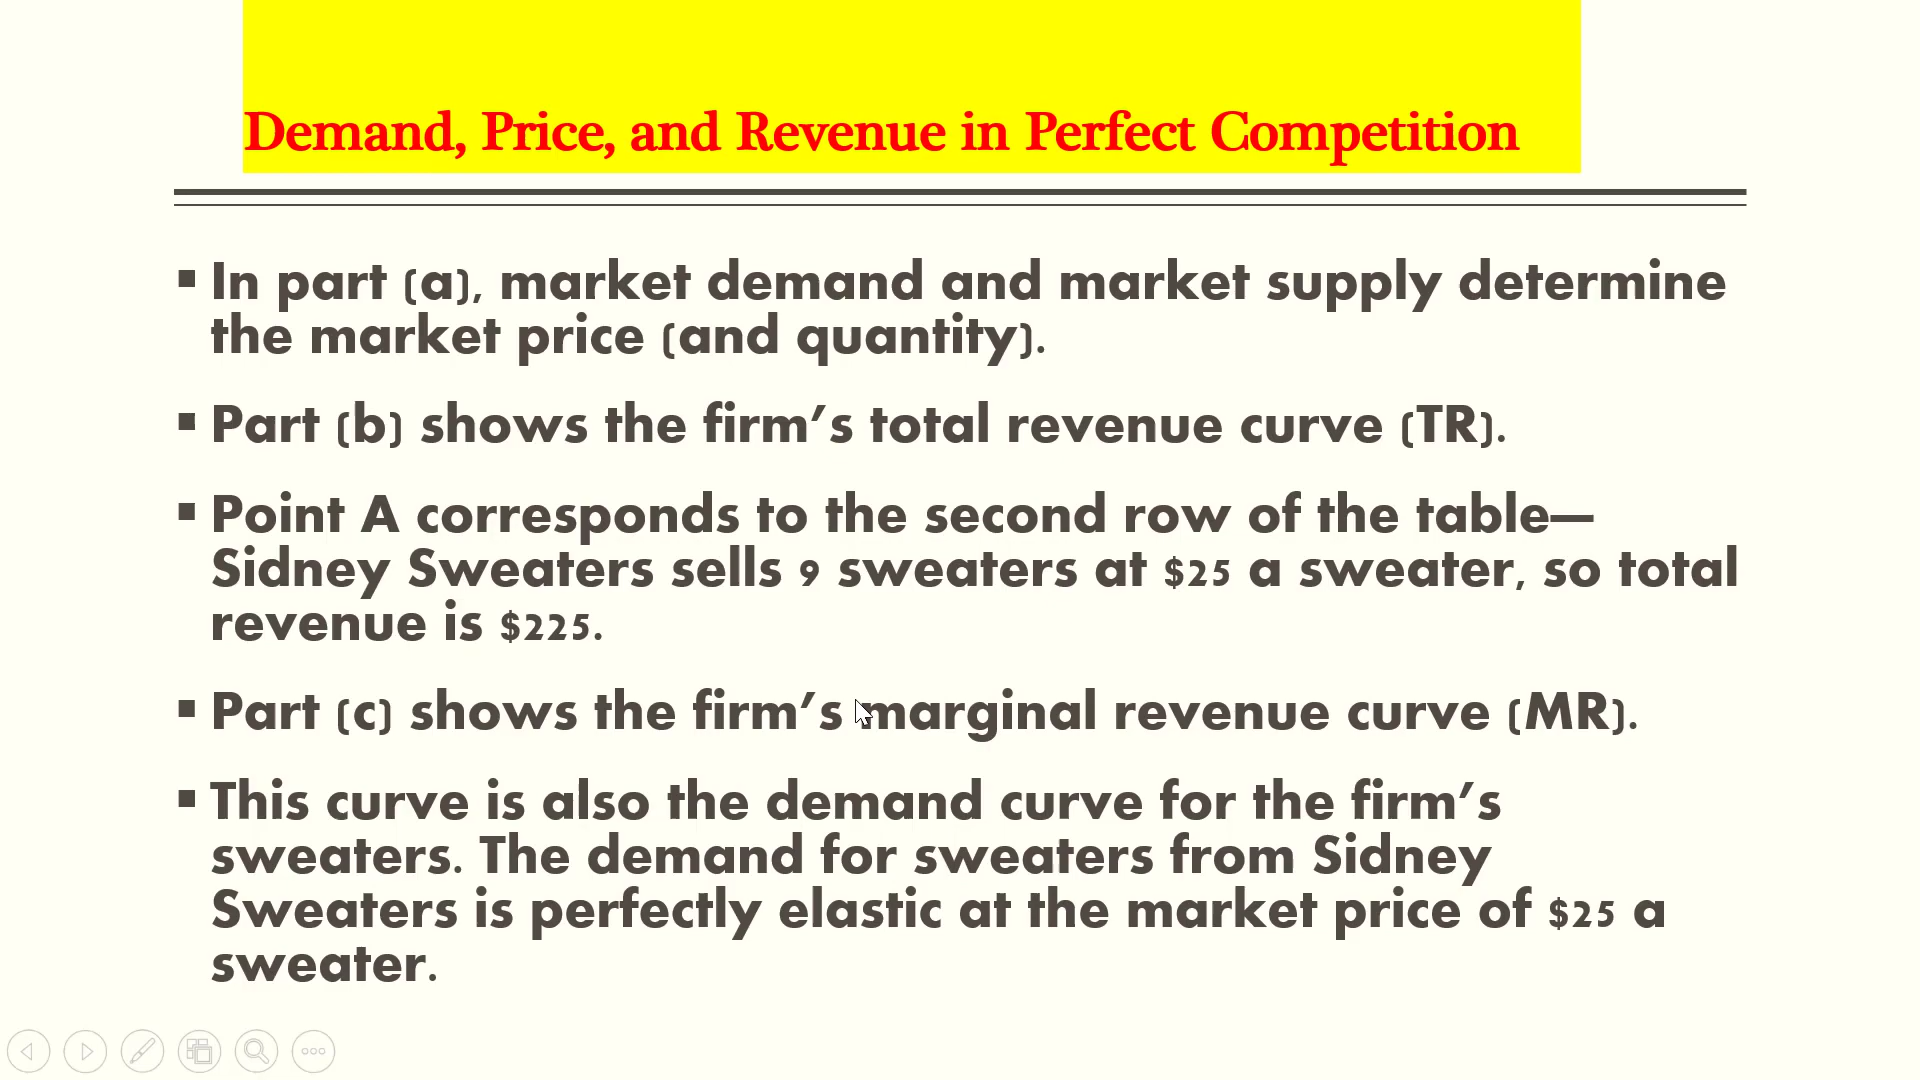 Demand, Price, and Revenue in Perfect Competition
▪ In part (a), market demand and market supply determine
the market price (and quantity).
▪ Part (b) shows the firm’s total revenue curve (TR).
▪ Point A corresponds to the second row of the table—
Sidney Sweaters sells 9 sweaters at $25 a sweater, so total
revenue is $225.
▪ Part (c) shows the firm’s marginal revenue curve (MR).
▪ This curve is also the demand curve for the firm’s
sweaters. The demand for sweaters from Sidney
Sweaters is perfectly elastic at the market price of $25 a
sweater.